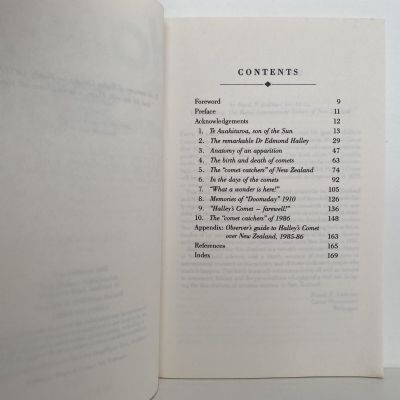 CONTENTS
Foreword 9
Preface 11
Acknowledgements 12
1. Te Auahituroa, son of the Sun 13
2. The remarkable Dr Edmond Halley 29
3. Anatomy of an apparition 47
4. The birth and death of comets 63
5. The "comet catchers" of New Zealand 74
6. In the days of the comets 92
7. "What a wonder is here!" 105
8. Memories of "Doomsday" 1910 126
9. "Halley's Comet — farewell!" 136
10. The "comet catchers" of 1986 148
Appendix: Observer's guide to Halley's Comet
over New Zealand, 1985-86 163
References 165
Index 169